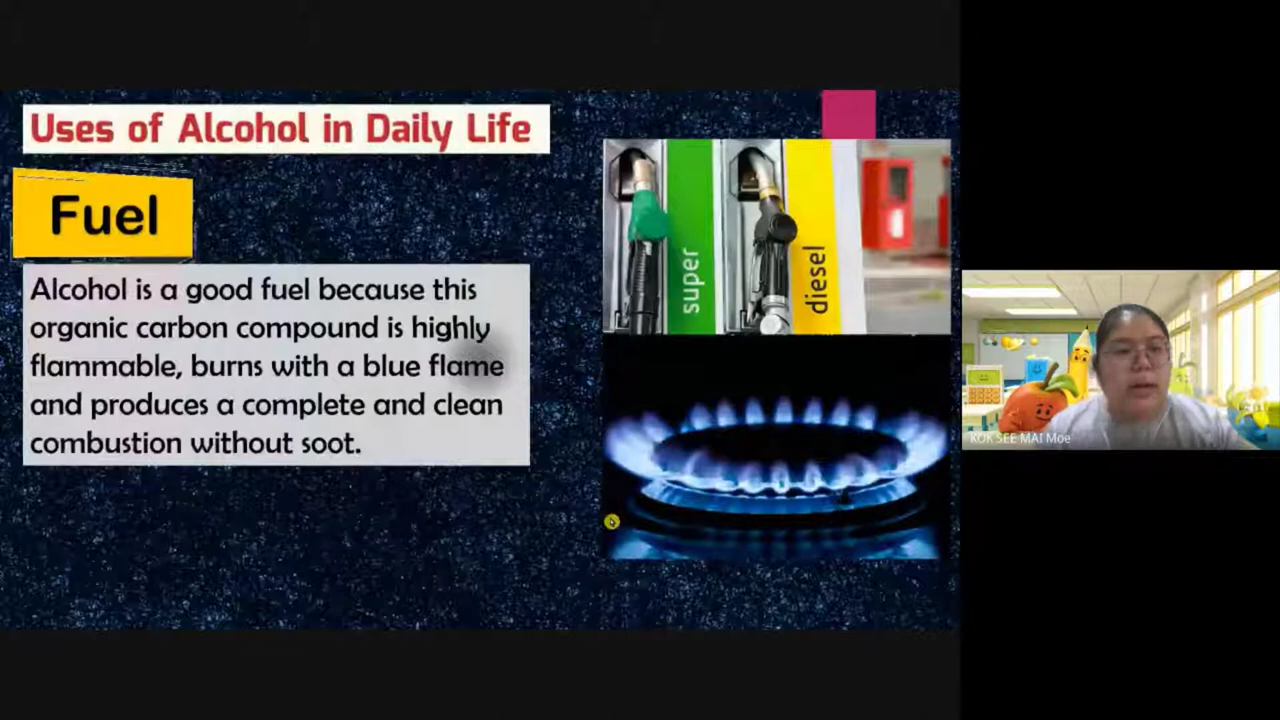 Uses of Alcohol in Daily Life
Fuel
Alcohol is a good fuel because this
organic carbon compound is highly
flammable, burns with a blue flame
and produces a complete and clean
combustion without soot.
super
diesel
KOK SEE MAI Moe